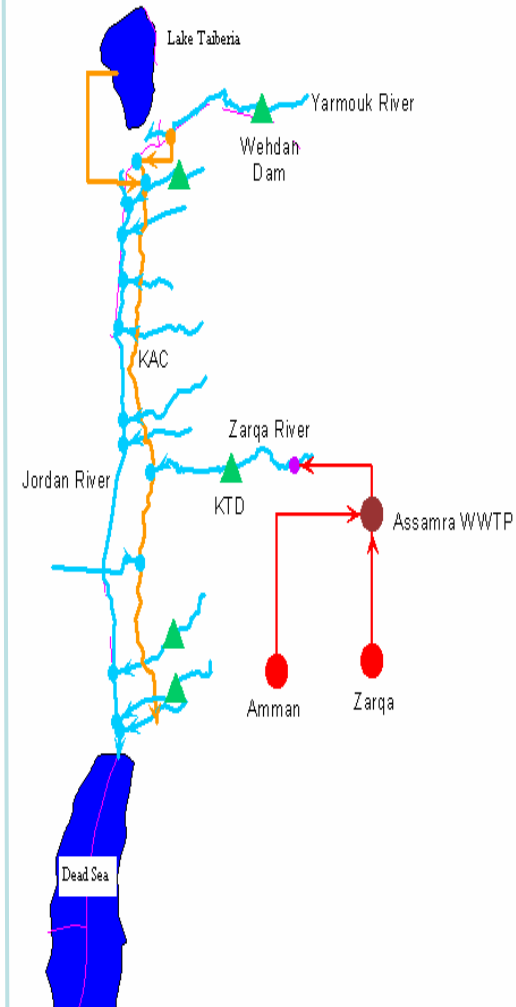 Lake Taiberia
Yarmouk River
Wehdan
Dam
KAC
Zarqa River
Jordan River
KTD
Assamra WWTP
Amman
Zarqa
Dead Sea